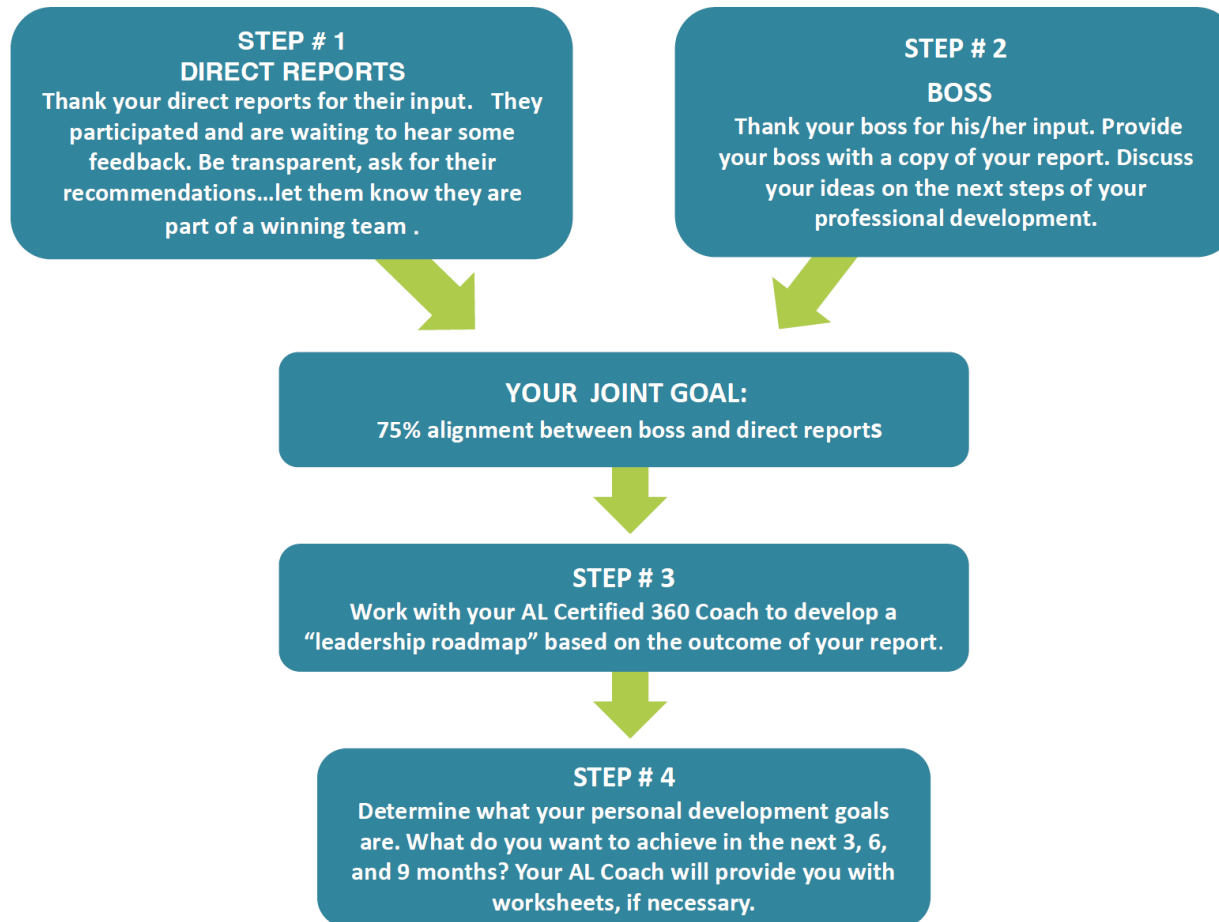 STEP # 1
DIRECT REPORTS
Thank your direct reports for their input.   They
participated and are waiting to hear some
feedback. Be transparent, ask for their
recommendations...let them know they are
part of a winning team .
STEP # 2
BOSS
Thank your boss for his/her input. Provide
your boss with a copy of your report. Discuss
your ideas on the next steps of your
professional development.
YOUR  JOINT GOAL:
75% alignment between boss and direct reports
STEP # 3
Work with your AL Certified 360 Coach to develop a
“leadership roadmap” based on the outcome of your report.
STEP # 4
Determine what your personal development goals
are. What do you want to achieve in the next 3, 6,
and 9 months? Your AL Coach will provide you with
worksheets, if necessary.